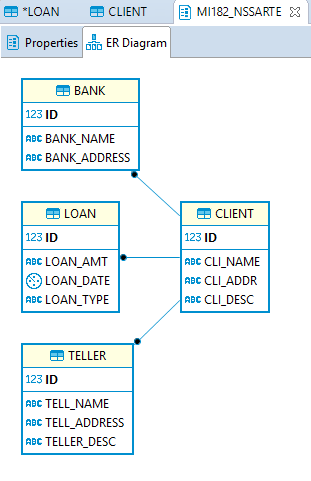 *LOAN CLIENT MI182_NSSARTE
Properties ER Diagram
BANK
123 ID
ABC BANK_NAME
ABC BANK_ADDRESS
LOAN
123 ID
ABC LOAN_AMT
LOAN_DATE
ABC LOAN_TYPE
CLIENT
123 ID
ABC CLI_NAME
ABC CLI_ADDR
ABC CLI_DESC
TELLER
123 ID
ABC TELL_NAME
ABC TELL_ADDRESS
ABC TELLER_DESC